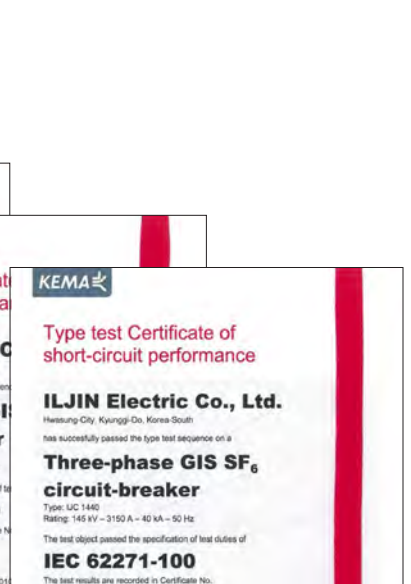 KEMA
Type test Certificate of
short-circuit performance
ILJIN Electric Co., Ltd.
Hwasung-City, Kyunggi-Do, Korea-South
has succesfully passed the type test sequence on a
Three-phase GIS SF₆
circuit-breaker
Type: UC 1440
Rating: 145 kV – 3150 A – 40 kA – 50 Hz
The test object passed the specification of test duties of
IEC 62271-100
The test results are recorded in Certificate No.